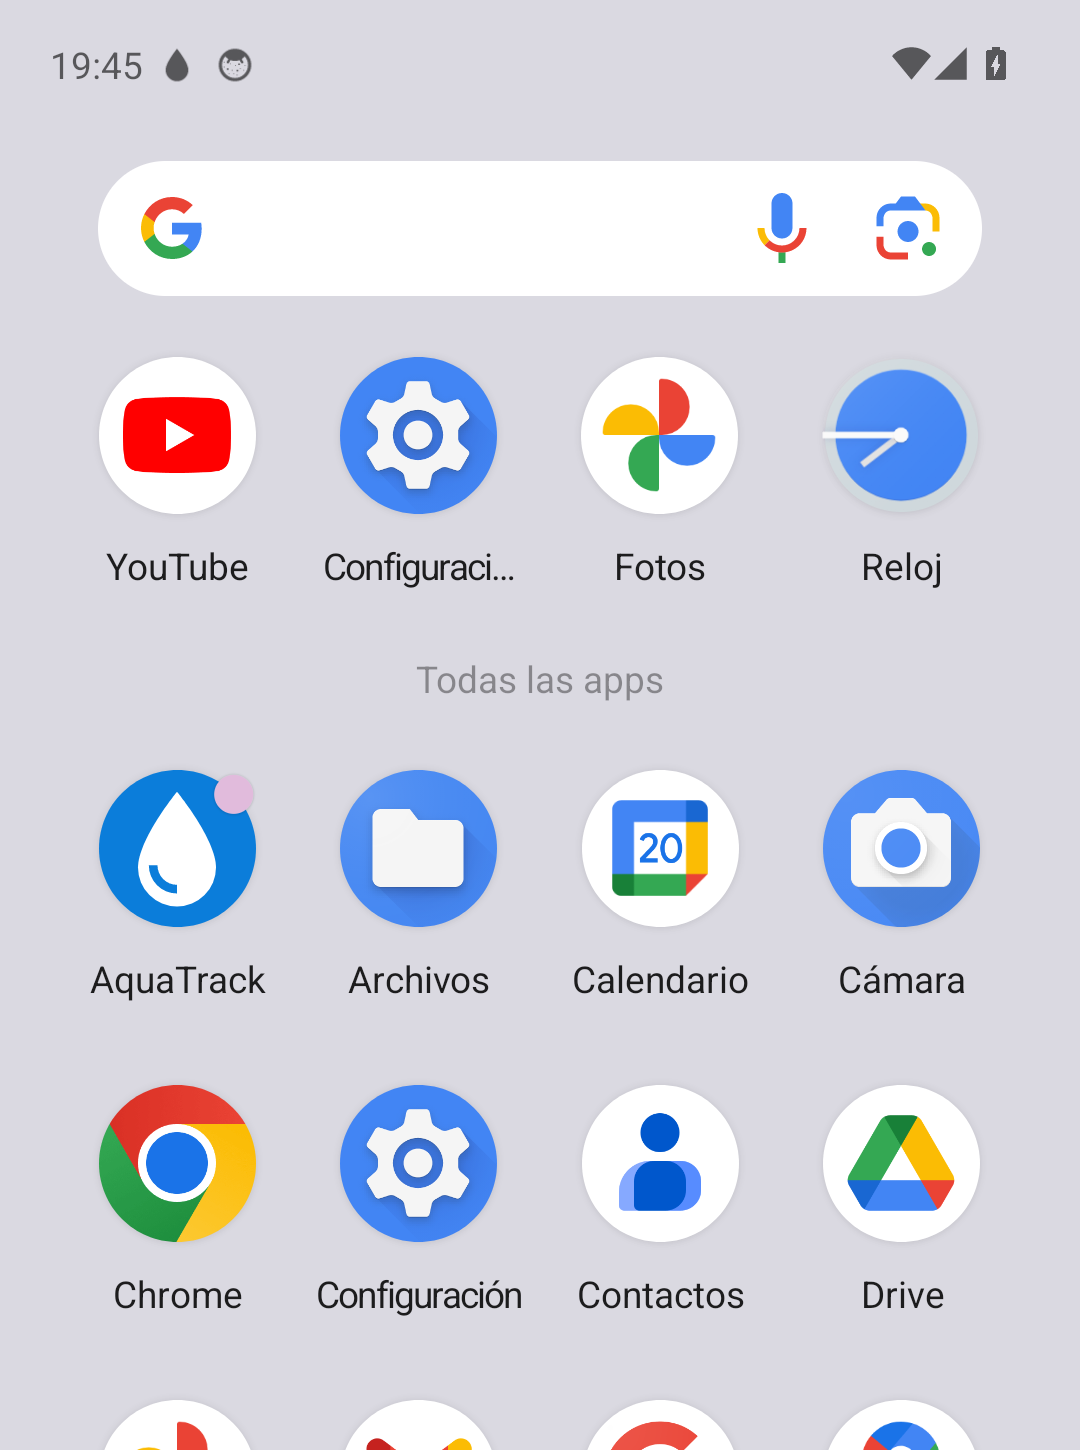 19:45
YouTube
Configuraci...
Fotos
Reloj
Todas las apps
20
AquaTrack
Archivos
Calendario
Cámara
Chrome
Configuración
Contactos
Drive